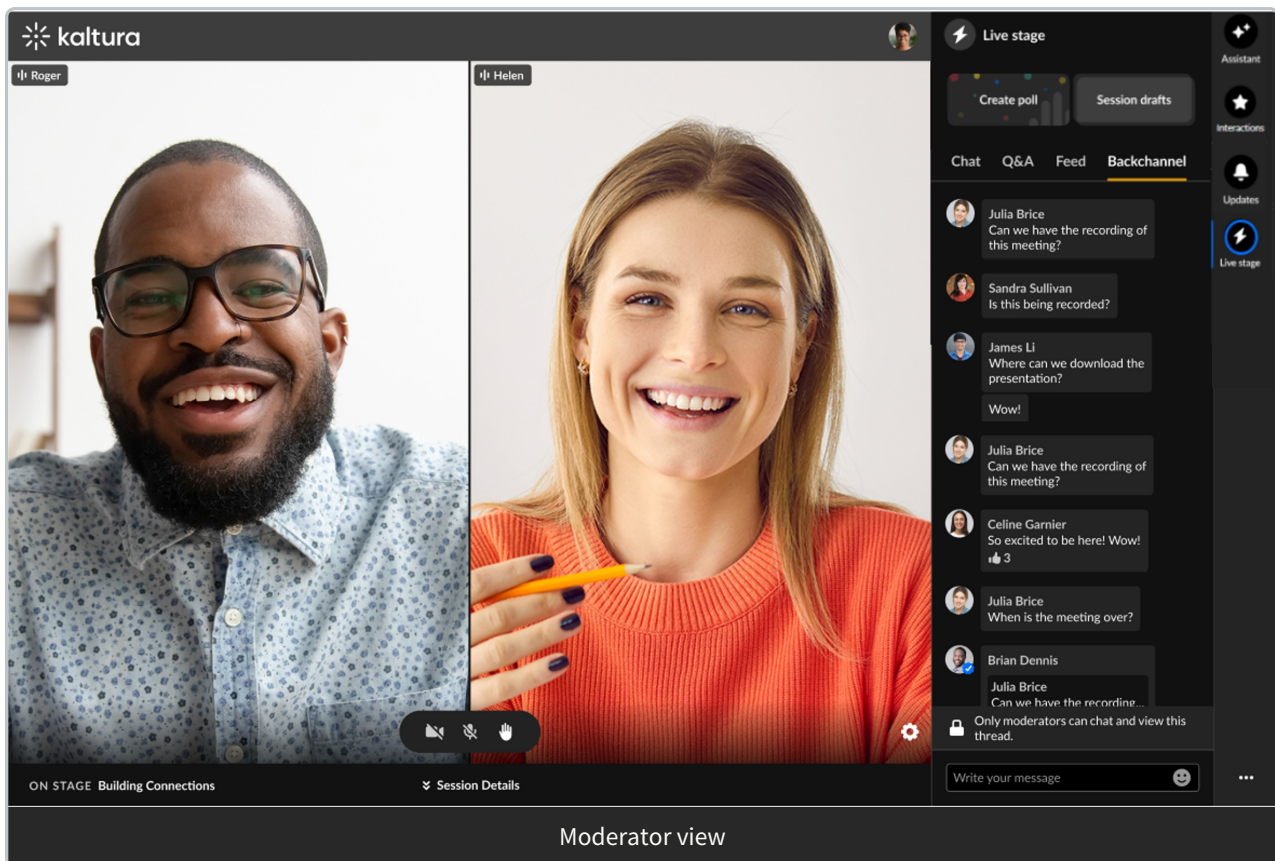 kaltura
Roger
Helen
Live stage
Create poll
Session drafts
Chat Q&A Feed Backchannel
Julia Brice
Can we have the recording of
this meeting?
Sandra Sullivan
Is this being recorded?
James Li
Where can we download the
presentation?
Wow!
Julia Brice
Can we have the recording of
this meeting?
Celine Garnier
So excited to be here! Wow!
3
Julia Brice
When is the meeting over?
Brian Dennis
Julia Brice
Can we have the recording...
Only moderators can chat and view this
thread.
Write your message
Assistant
Interactions
Updates
Live stage
ON STAGE Building Connections
Session Details
Moderator view